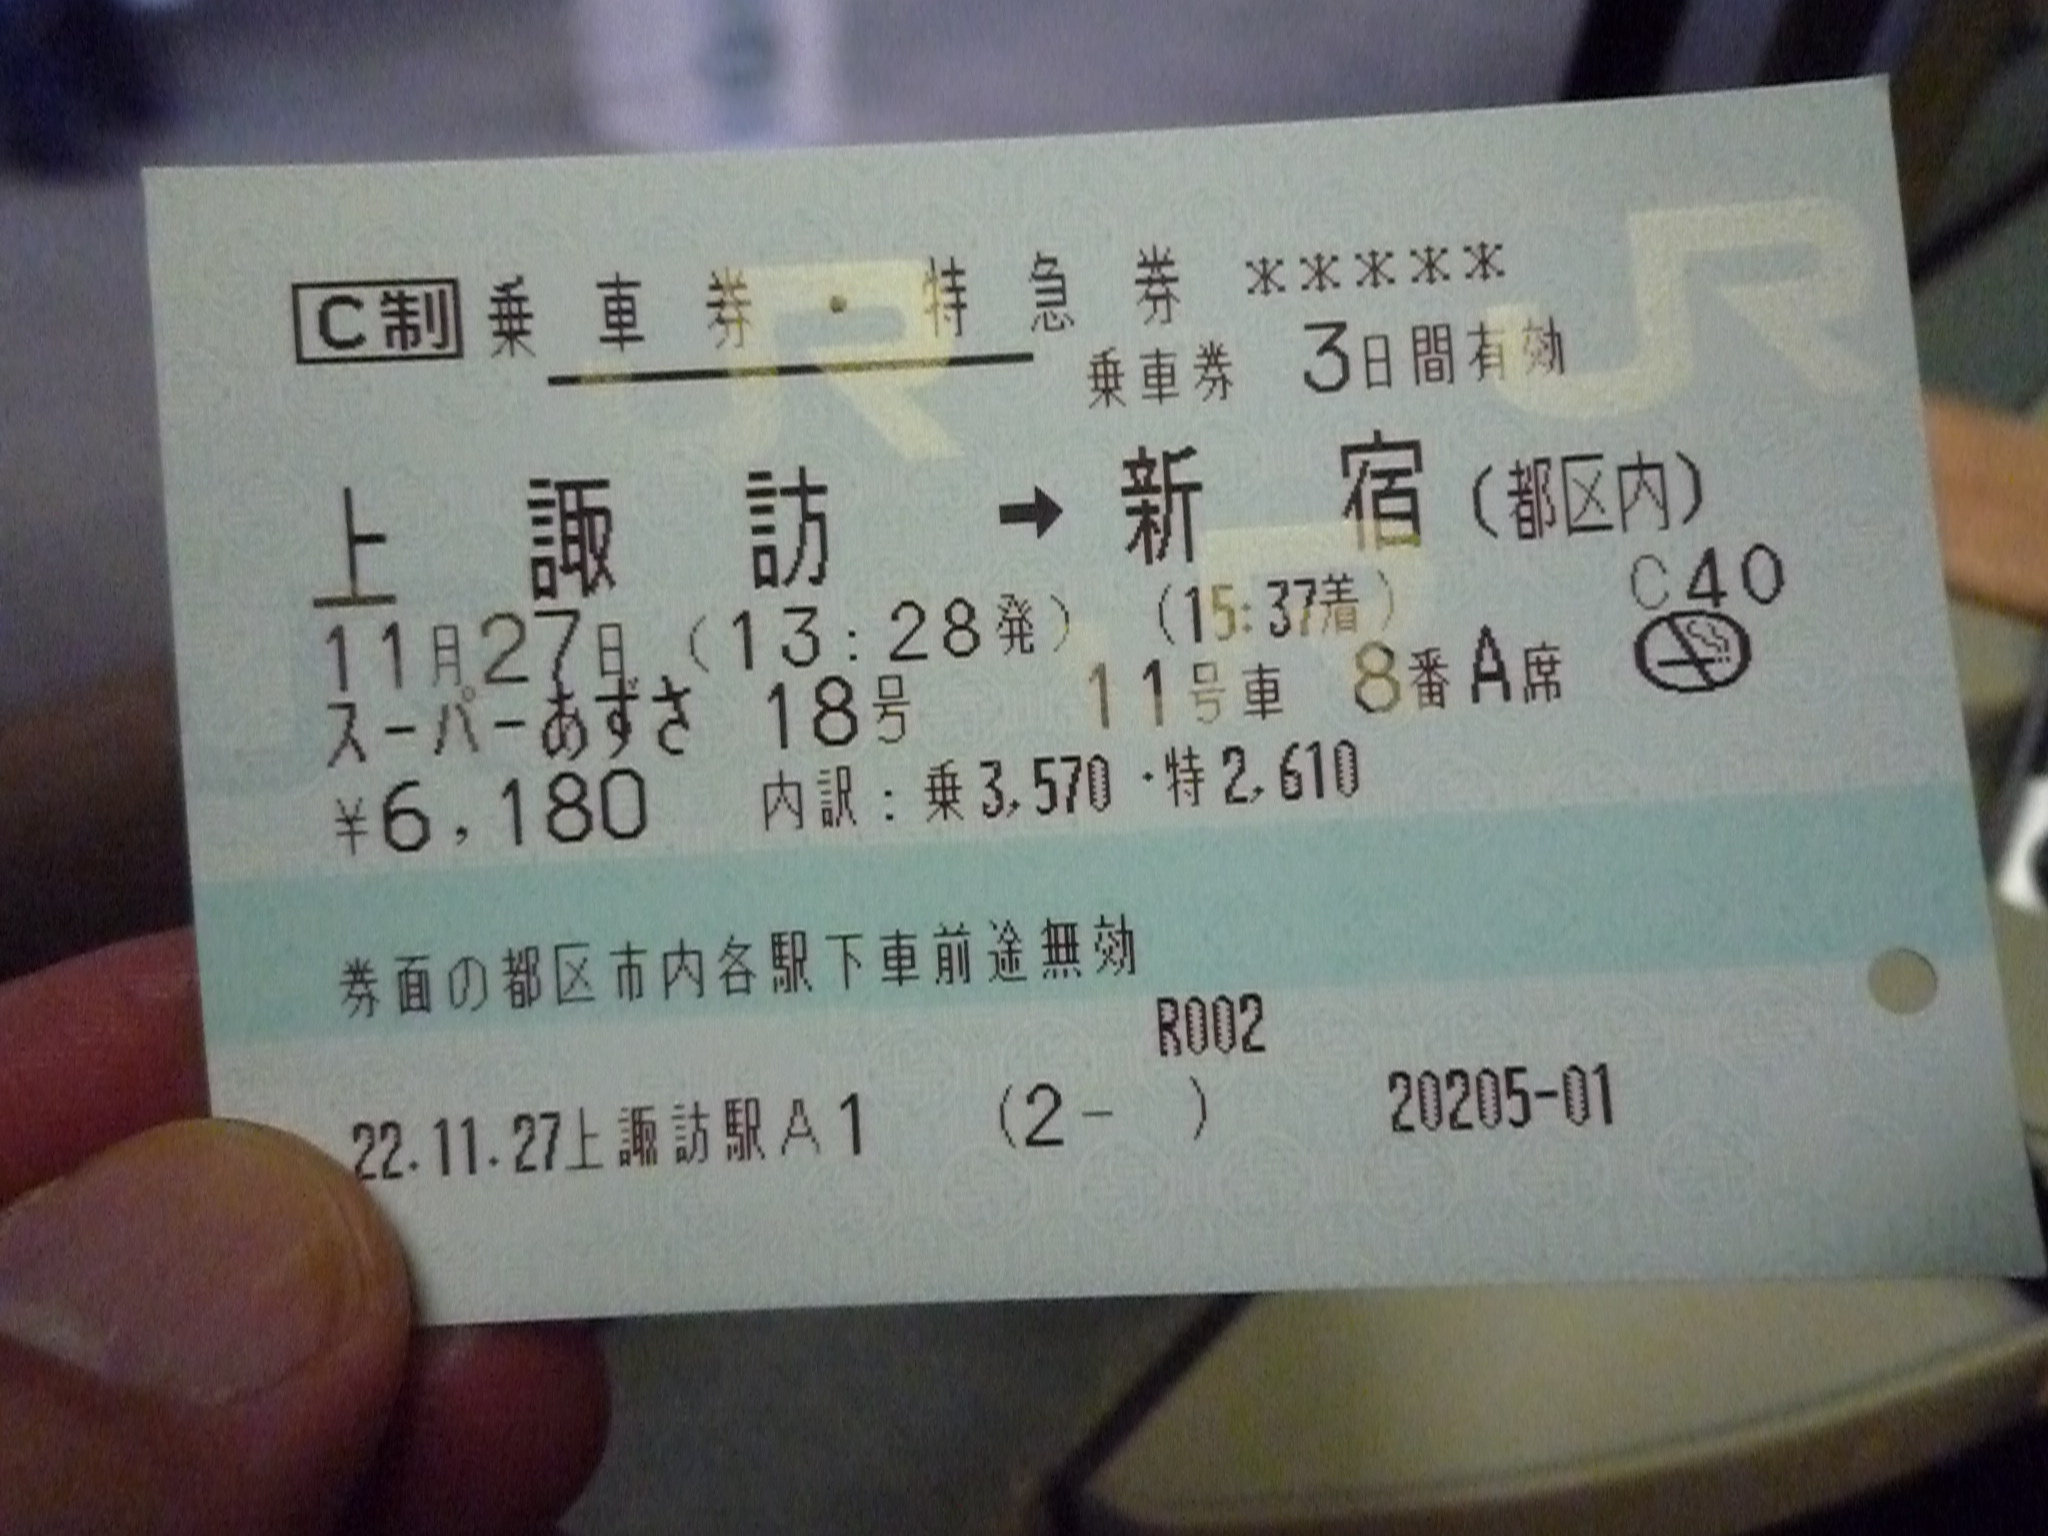 C制 乗車券・特急券 *****
乗車券 3日間有効
上諏訪 → 新宿(都区内)
C40
11月27日 (13:28発) (15:37着)
スーパーあずさ 18号 11号車 8番A席
¥6,180 内訳:乗3,570・特2,610
券面の都区市内各駅下車前途無効
R002
22.11.27上諏訪駅A1 (2- ) 20205-01
JR
JR